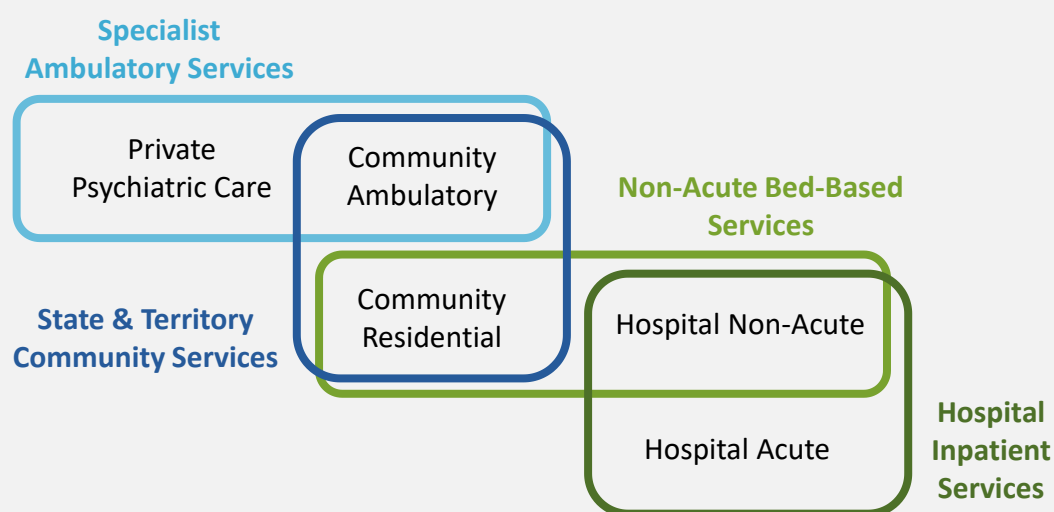 Specialist
Ambulatory Services
Private
Psychiatric Care
Community
Ambulatory
Non-Acute Bed-Based
Services
State & Territory
Community Services
Community
Residential
Hospital Non-Acute
Hospital Acute
Hospital
Inpatient
Services